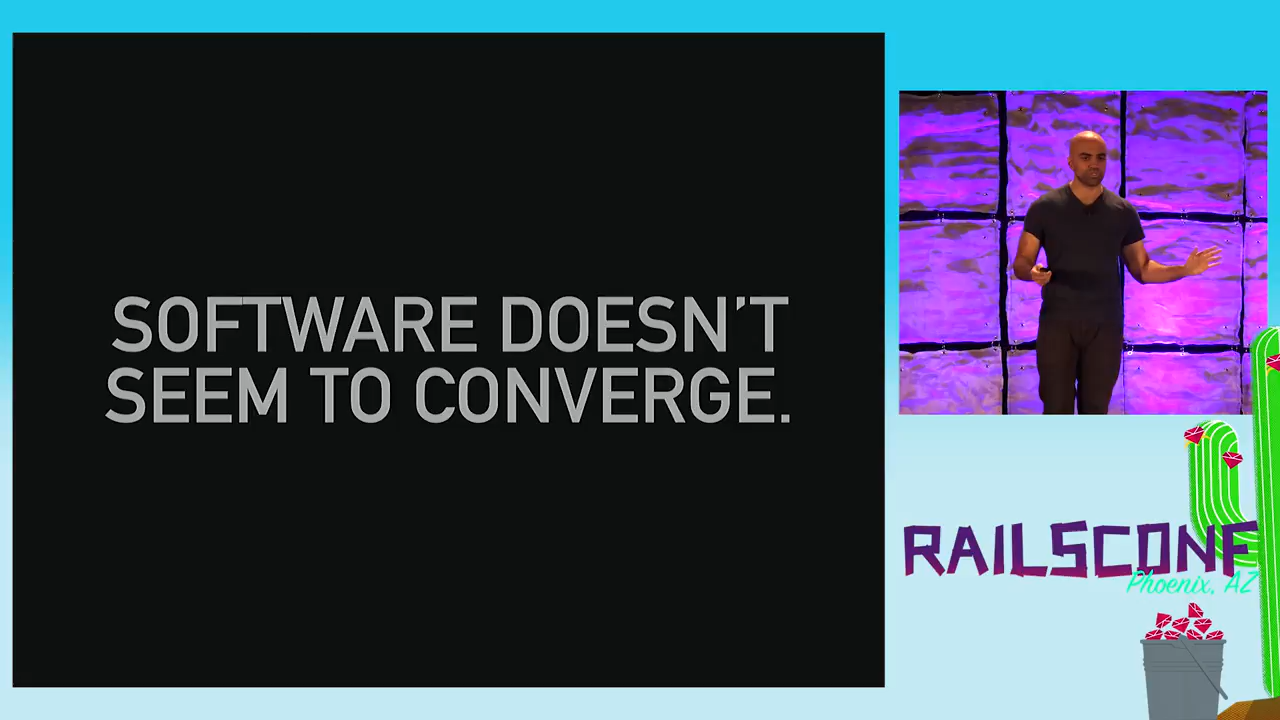 SOFTWARE DOESN'T
SEEM TO CONVERGE.
RAILSCONF
Phoenix, AZ